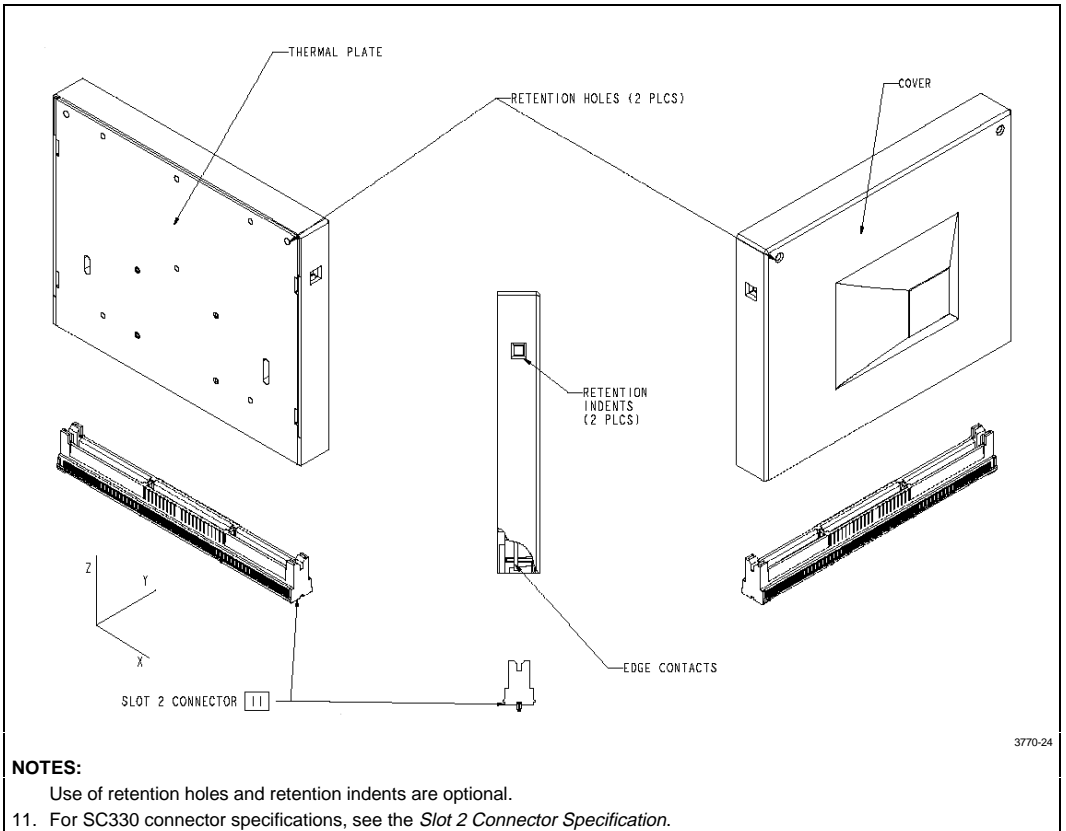 THERMAL PLATE
RETENTION HOLES (2 PLCS)
COVER
RETENTION
INDENTS
(2 PLCS)
Z
Y
X
EDGE CONTACTS
SLOT 2 CONNECTOR 11
3770-24
NOTES:
Use of retention holes and retention indents are optional.
11. For SC330 connector specifications, see the Slot 2 Connector Specification.